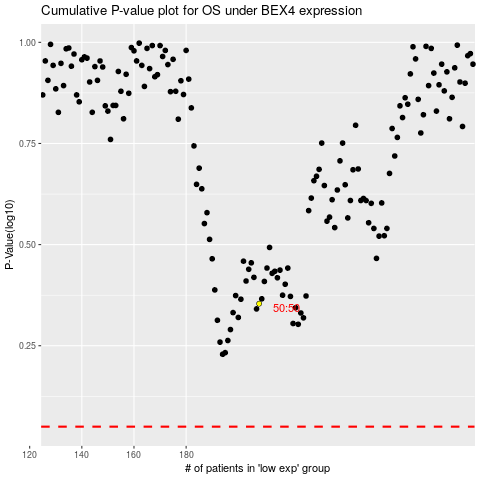 Cumulative P-value plot for OS under BEX4 expression
P-Value(log10)
1.00
0.75
0.50
0.25
50:50
120 140 160 180
# of patients in 'low exp' group